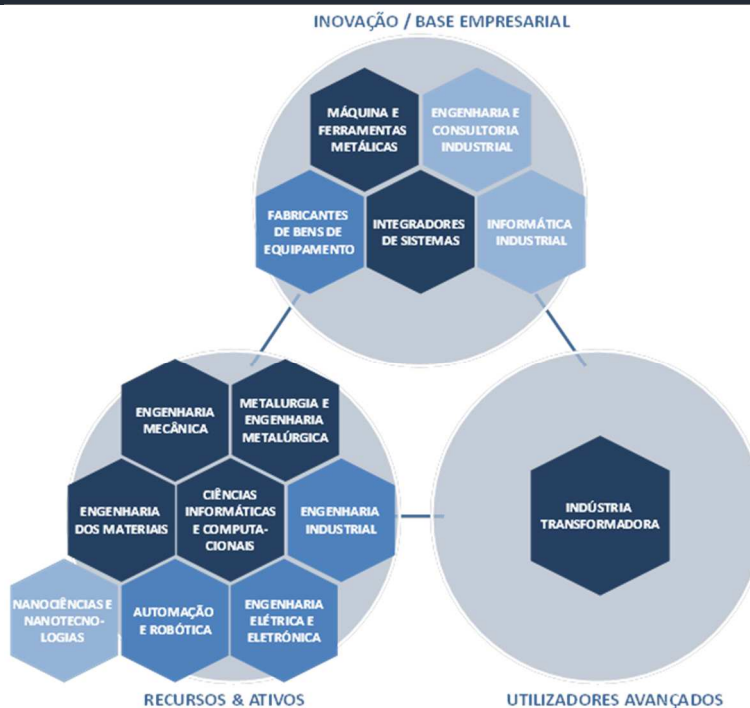 INOVAÇÃO / BASE EMPRESARIAL
MÁQUINA E
FERRAMENTAS
METÁLICAS
ENGENHARIA E
CONSULTORIA
INDUSTRIAL
FABRICANTES
DE BENS DE
EQUIPAMENTO
INTEGRADORES
DE SISTEMAS
INFORMÁTICA
INDUSTRIAL
ENGENHARIA
MECÂNICA
METALURGIA E
ENGENHARIA
METALÚRGICA
ENGENHARIA
DOS MATERIAIS
CIÊNCIAS
INFORMÁTICAS
E COMPUTA-
CIONAIS
ENGENHARIA
INDUSTRIAL
NANOCIÊNCIAS E
NANOTECNO-
LOGIAS
AUTOMAÇÃO
E ROBÓTICA
ENGENHARIA
ELÉTRICA E
ELETRÓNICA
INDÚSTRIA
TRANSFORMADORA
RECURSOS & ATIVOS
UTILIZADORES AVANÇADOS